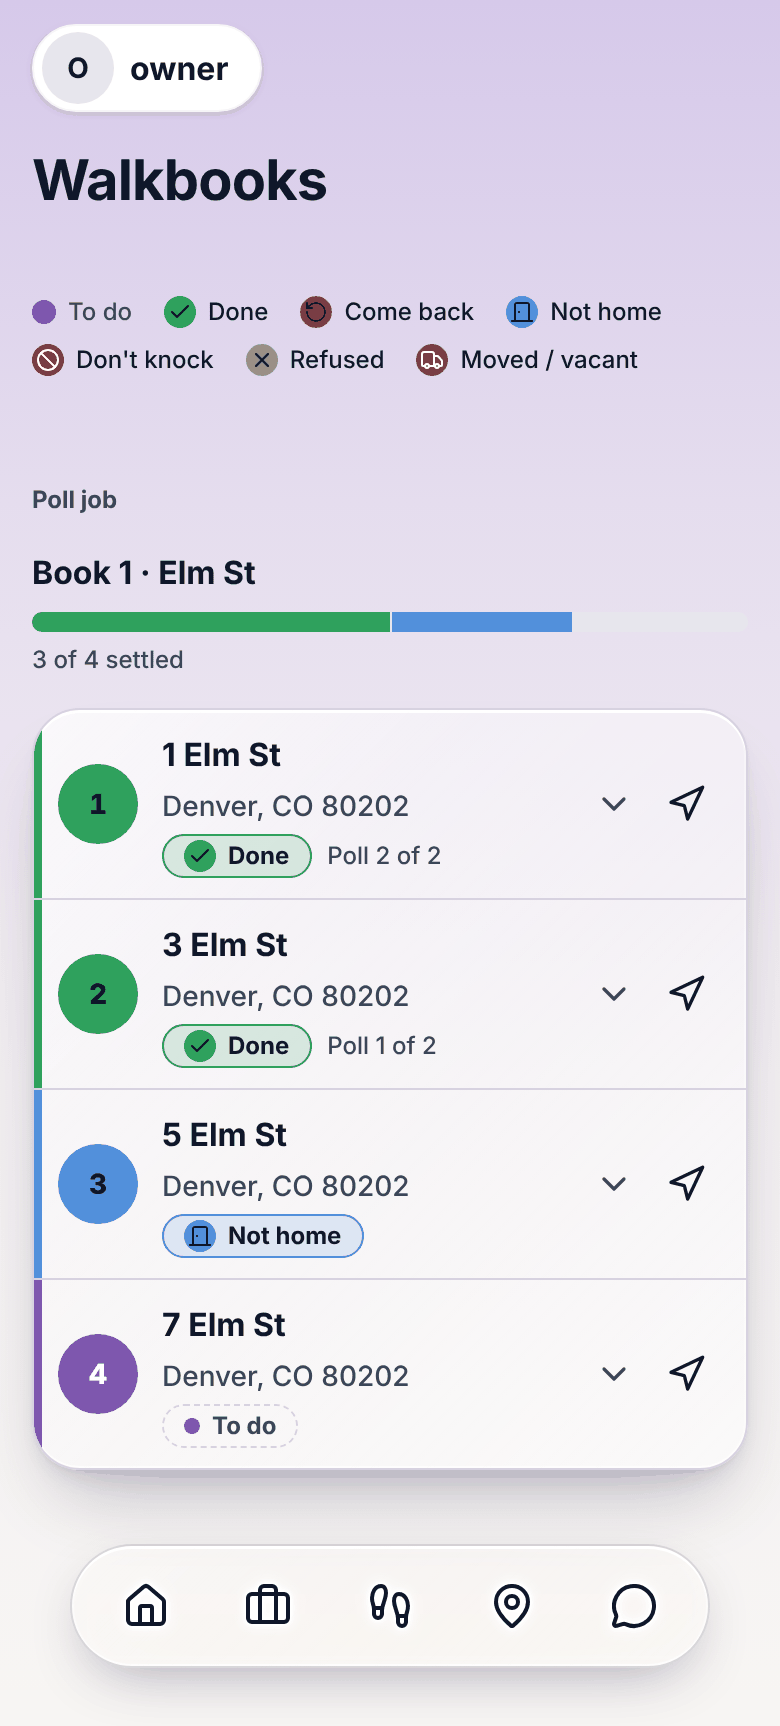 O owner
Walkbooks
To do Done Come back Not home
Don't knock Refused Moved / vacant
Poll job
Book 1 · Elm St
3 of 4 settled
1 Elm St
1 Denver, CO 80202
Done Poll 2 of 2
3 Elm St
2 Denver, CO 80202
Done Poll 1 of 2
5 Elm St
3 Denver, CO 80202
Not home
7 Elm St
4 Denver, CO 80202
To do